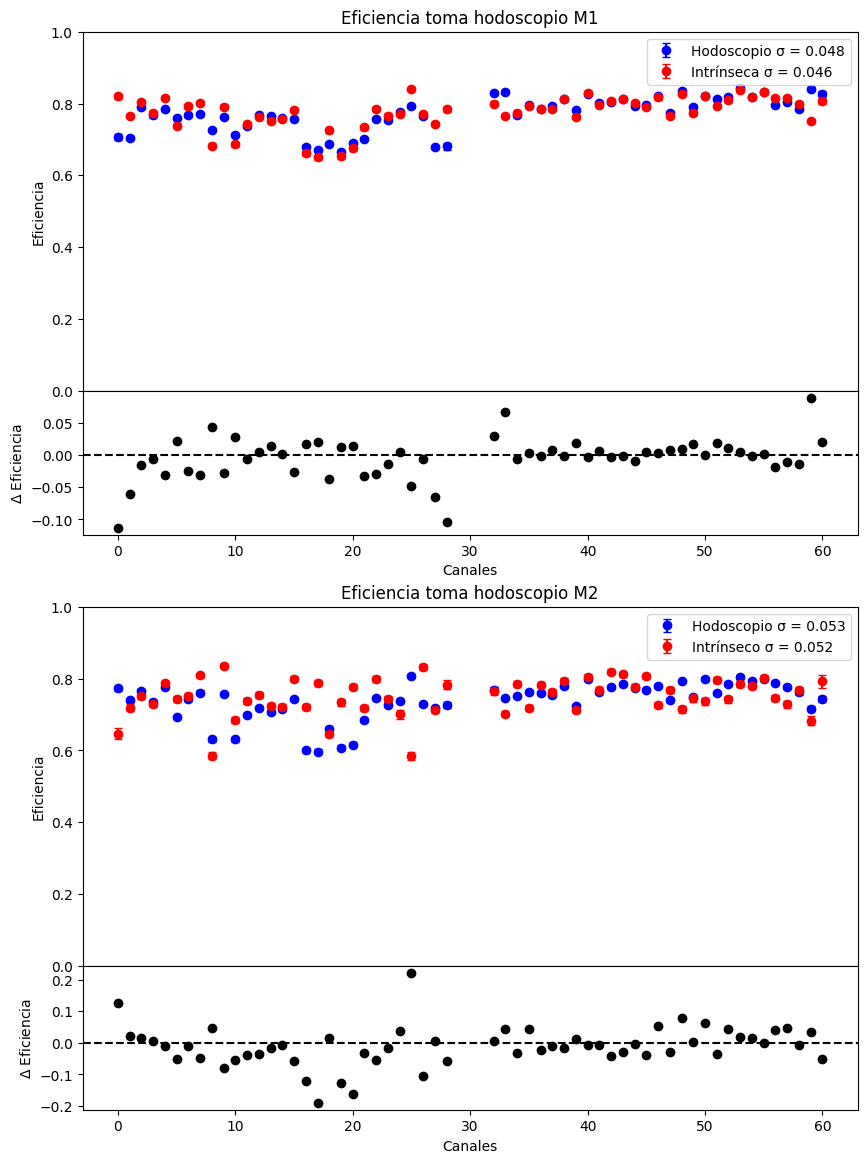 Eficiencia toma hodoscopio M1
1.0
Hodoscopio σ = 0.048
Intrínseca σ = 0.046
0.8
0.6
Eficiencia
0.4
0.2
0.0
0.05
0.00
Δ Eficiencia
−0.05
−0.10
0 10 20 30 40 50 60
Canales
Eficiencia toma hodoscopio M2
1.0
Hodoscopio σ = 0.053
Intrínseco σ = 0.052
0.8
0.6
Eficiencia
0.4
0.2
0.0
0.2
0.1
0.0
Δ Eficiencia
−0.1
−0.2
0 10 20 30 40 50 60
Canales